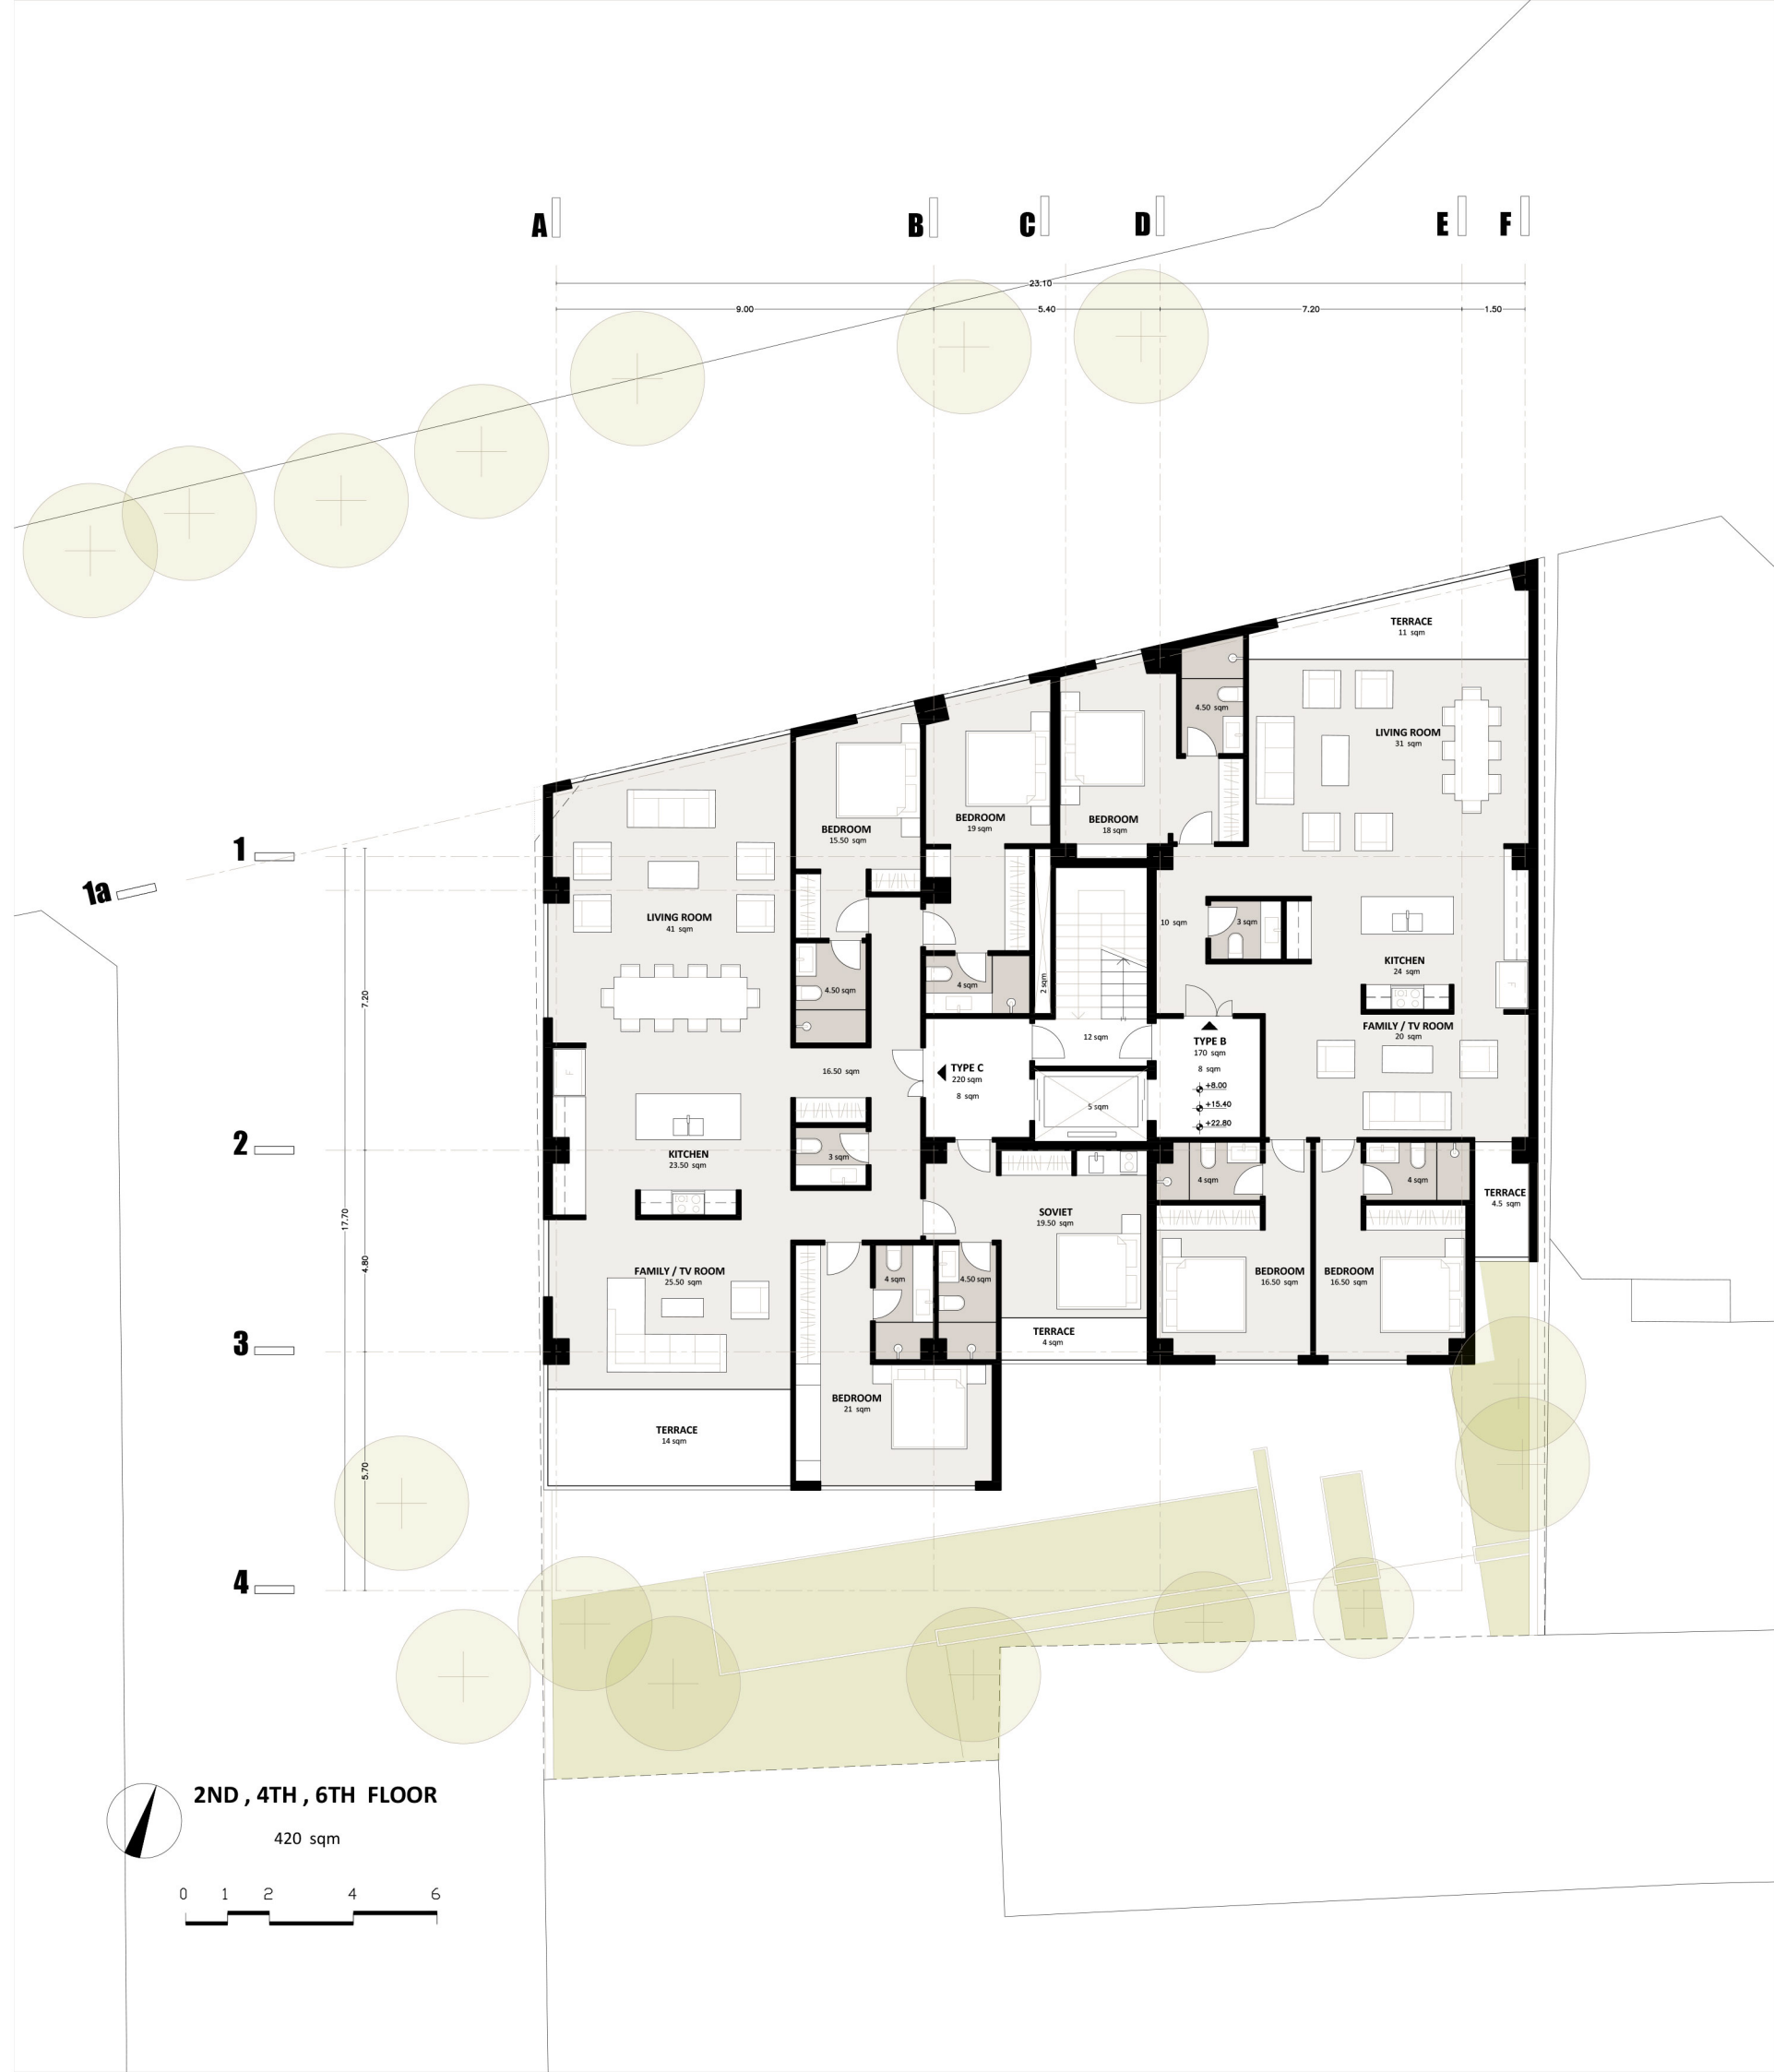 A
B
C
D
E
F
23.10
9.00
5.40
7.20
1.50
TERRACE
11 sqm
4.50 sqm
LIVING ROOM
31 sqm
BEDROOM
15.50 sqm
BEDROOM
19 sqm
BEDROOM
18 sqm
1
1a
LIVING ROOM
41 sqm
10 sqm
3 sqm
KITCHEN
24 sqm
F
7.20
4.50 sqm
4 sqm
2 sqm
FAMILY / TV ROOM
20 sqm
12 sqm
TYPE B
170 sqm
8 sqm
+8.00
+15.40
+22.80
F
16.50 sqm
TYPE C
220 sqm
8 sqm
5 sqm
2
KITCHEN
23.50 sqm
3 sqm
4 sqm
4 sqm
TERRACE
4.5 sqm
17.70
SOVIET
19.50 sqm
4.80
FAMILY / TV ROOM
25.50 sqm
4 sqm
4.50 sqm
BEDROOM
16.50 sqm
BEDROOM
16.50 sqm
3
TERRACE
4 sqm
BEDROOM
21 sqm
TERRACE
14 sqm
5.70
4
2ND , 4TH , 6TH FLOOR
420 sqm
0 1 2 4 6